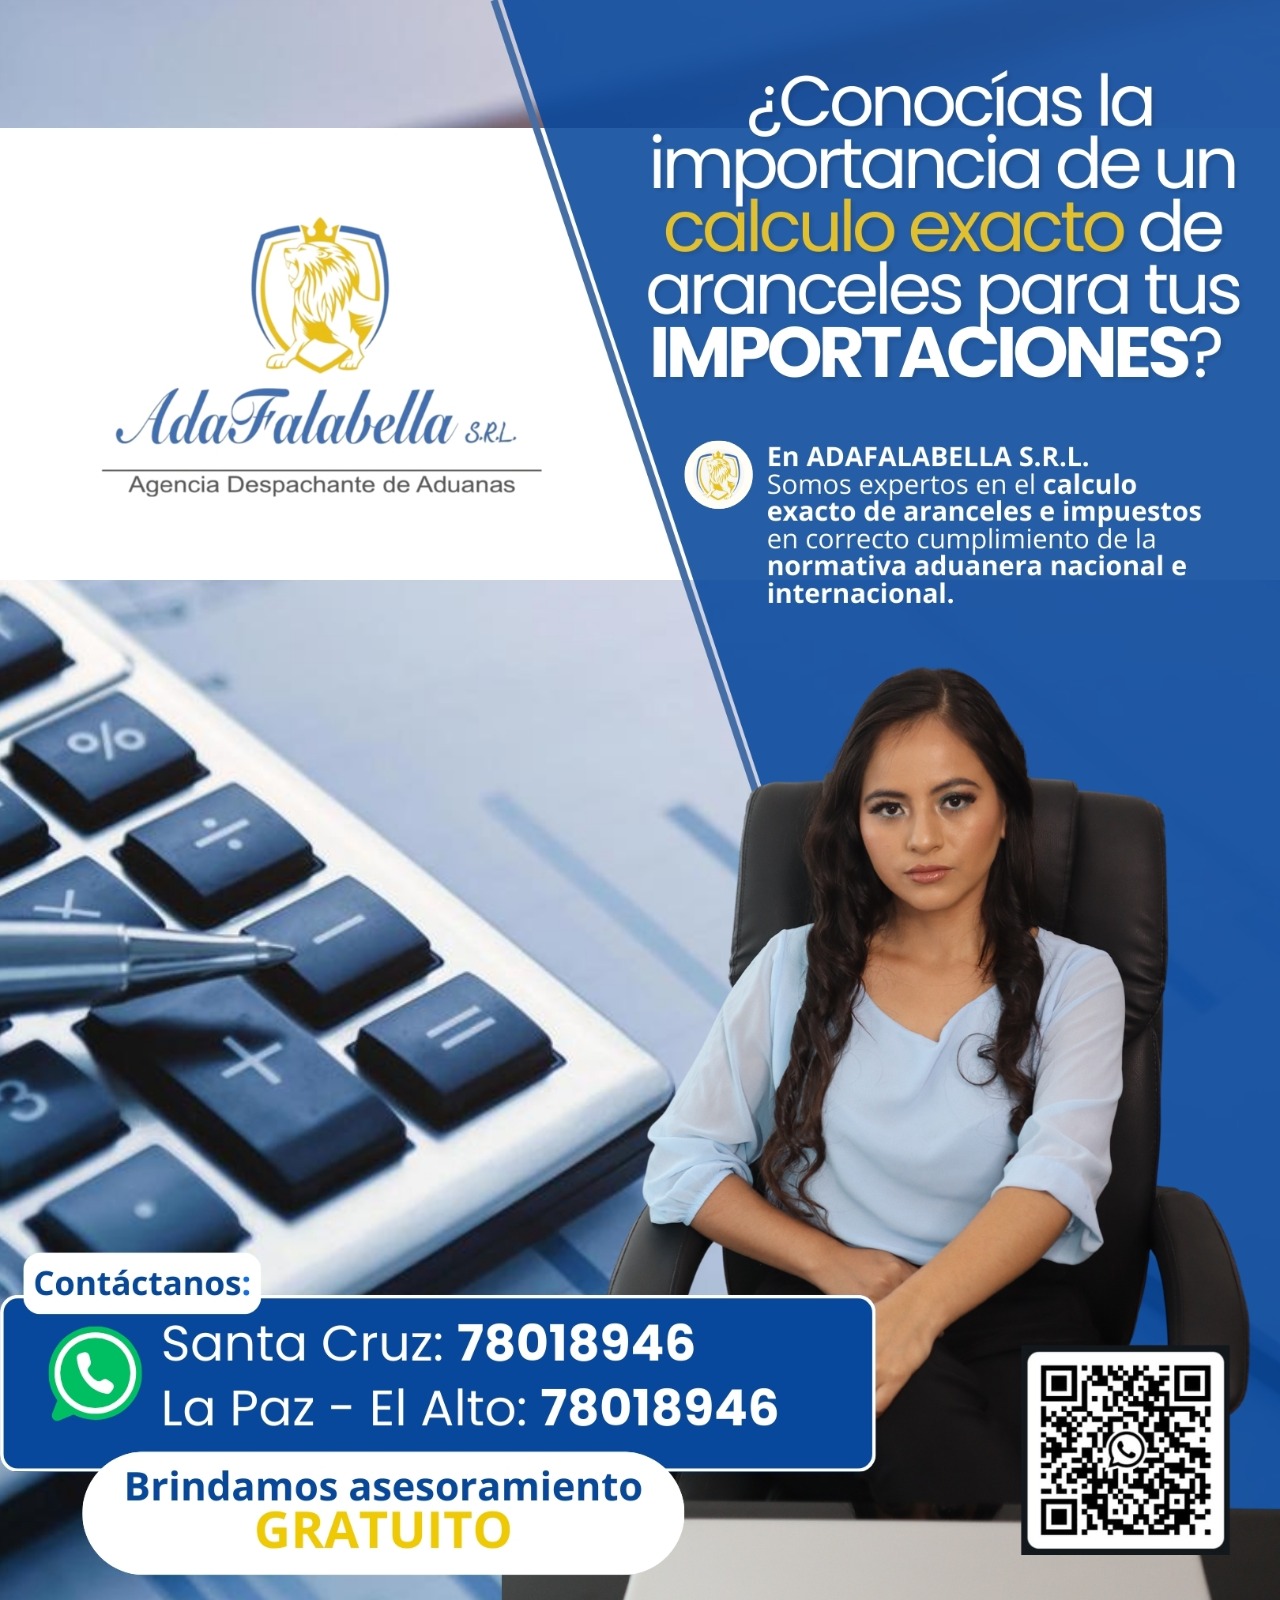 ¿Conocías la
importancia de un
calculo exacto de
aranceles para tus
IMPORTACIONES?
AdaFalabella S.R.L.
Agencia Despachante de Aduanas
En ADAFALABELLA S.R.L.
Somos expertos en el calculo
exacto de aranceles e impuestos
en correcto cumplimiento de la
normativa aduanera nacional e
internacional.
%
÷
×
−
=
+
3
.
Contáctanos:
Santa Cruz: 78018946
La Paz - El Alto: 78018946
Brindamos asesoramiento
GRATUITO